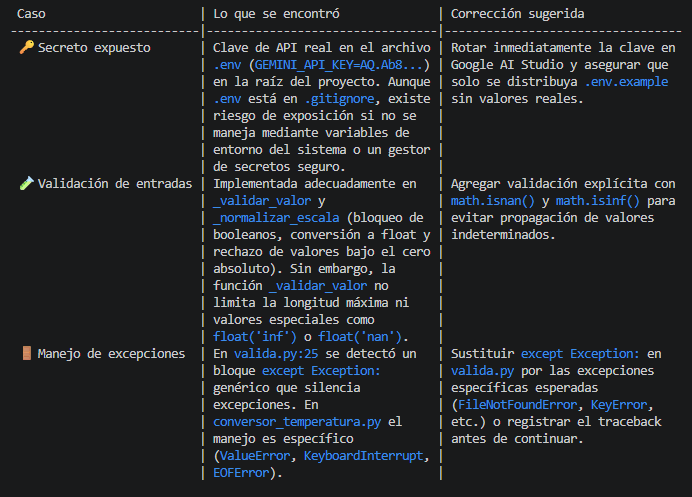 Caso | Lo que se encontró | Corrección sugerida
🔑 Secreto expuesto | Clave de API real en el archivo | Rotar inmediatamente la clave en
| .env (GEMINI_API_KEY=AQ.Ab8...) | Google AI Studio y asegurar que
| en la raíz del proyecto. Aunque | solo se distribuya .env.example
| .env está en .gitignore, existe | sin valores reales.
| riesgo de exposición si no se |
| maneja mediante variables de |
| entorno del sistema o un gestor |
| de secretos seguro. |
🧪 Validación de entradas | Implementada adecuadamente en | Agregar validación explícita con
| _validar_valor y | math.isnan() y math.isinf() para
| _normalizar_escala (bloqueo de | evitar propagación de valores
| booleanos, conversión a float y | indeterminados.
| rechazo de valores bajo el cero |
| absoluto). Sin embargo, la |
| función _validar_valor no |
| limita la longitud máxima ni |
| valores especiales como |
| float('inf') o float('nan'). |
🚪 Manejo de excepciones | En valida.py:25 se detectó un | Sustituir except Exception: en
| bloque except Exception: | valida.py por las excepciones
| genérico que silencia | específicas esperadas
| excepciones. En | (FileNotFoundError, KeyError,
| conversor_temperatura.py el | etc.) o registrar el traceback
| manejo es específico | antes de continuar.
| (ValueError, KeyboardInterrupt, |
| EOFError). |